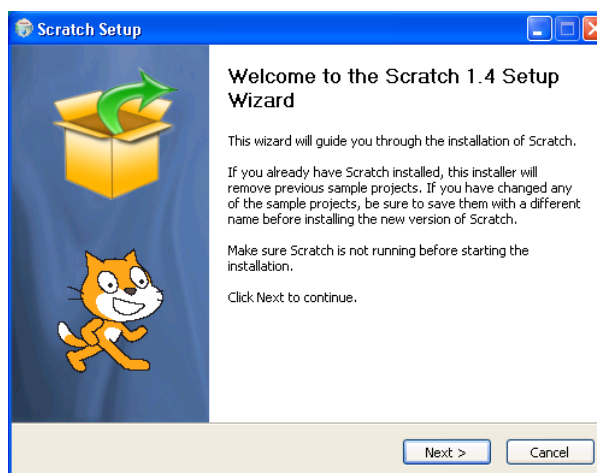 Scratch Setup
Welcome to the Scratch 1.4 Setup
Wizard
This wizard will guide you through the installation of Scratch.
If you already have Scratch installed, this installer will
remove previous sample projects. If you have changed any
of the sample projects, be sure to save them with a different
name before installing the new version of Scratch.
Make sure Scratch is not running before starting the
installation.
Click Next to continue.
Next >
Cancel